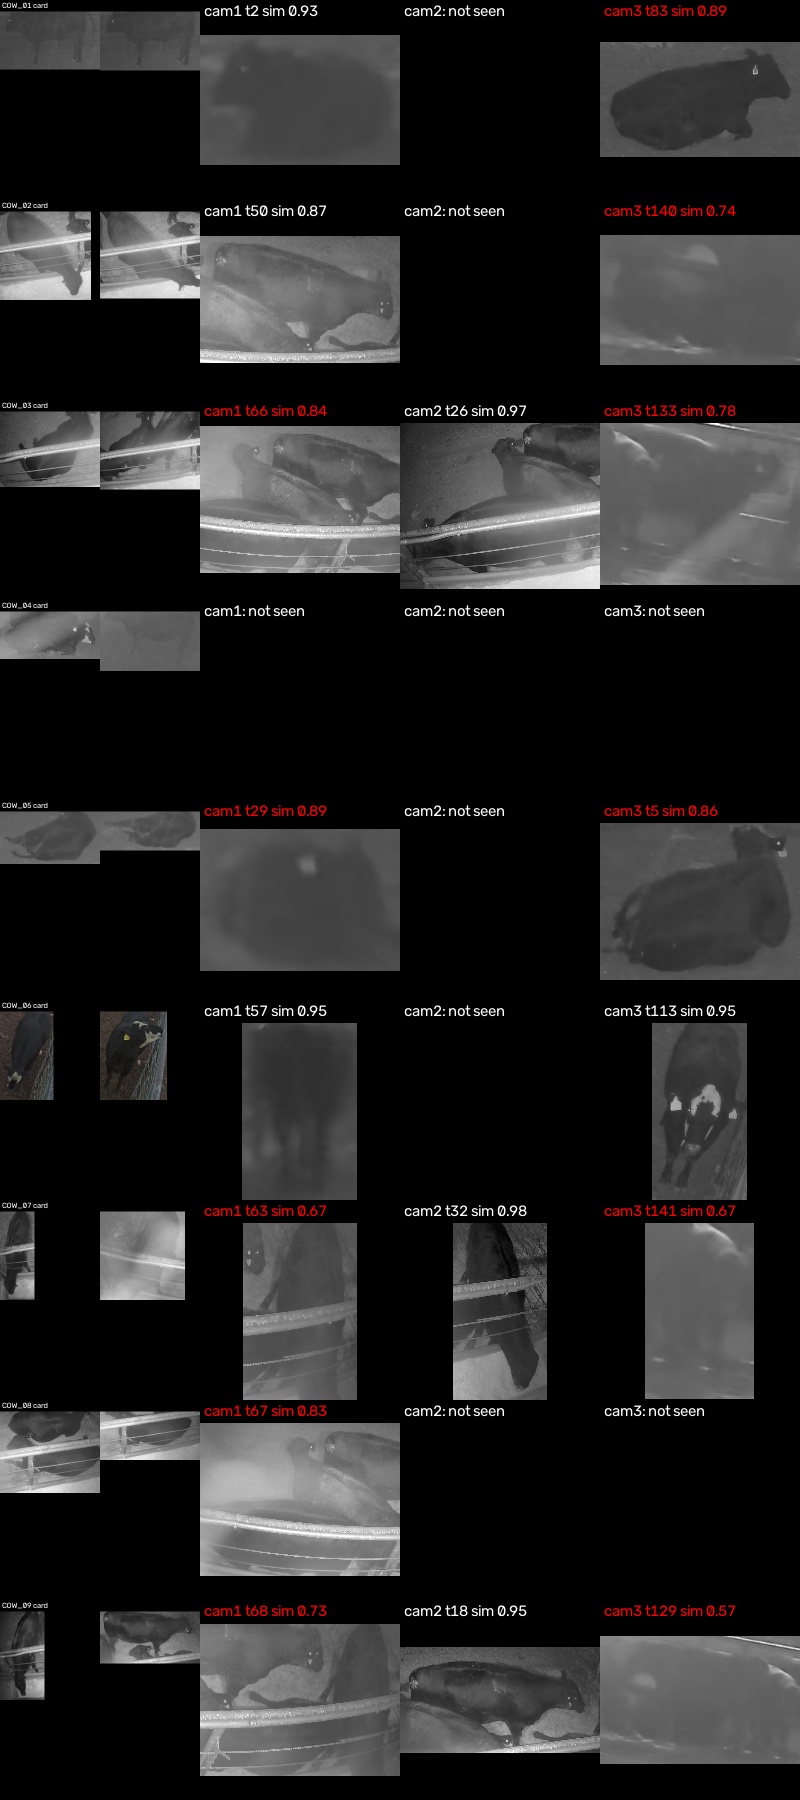 COW_01 card
cam1 t2 sim 0.93
cam2: not seen
cam3 t83 sim 0.89
COW_02 card
cam1 t50 sim 0.87
cam2: not seen
cam3 t140 sim 0.74
COW_03 card
cam1 t66 sim 0.84
cam2 t26 sim 0.97
cam3 t133 sim 0.78
COW_04 card
cam1: not seen
cam2: not seen
cam3: not seen
COW_05 card
cam1 t29 sim 0.89
cam2: not seen
cam3 t5 sim 0.86
COW_06 card
cam1 t57 sim 0.95
cam2: not seen
cam3 t113 sim 0.95
COW_07 card
cam1 t63 sim 0.67
cam2 t32 sim 0.98
cam3 t141 sim 0.67
COW_08 card
cam1 t67 sim 0.83
cam2: not seen
cam3: not seen
COW_09 card
cam1 t68 sim 0.73
cam2 t18 sim 0.95
cam3 t129 sim 0.57